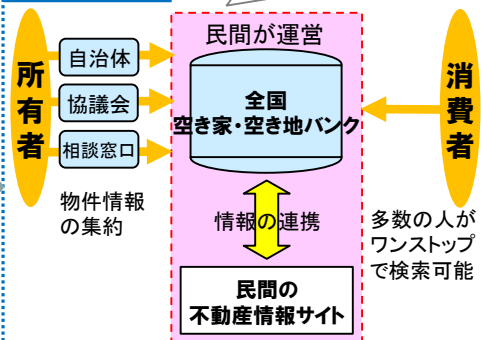 民間が運営
所有者
自治体
協議会
相談窓口
物件情報
の集約
全国
空き家・空き地バンク
情報の連携
民間の
不動産情報サイト
消費者
多数の人が
ワンストップ
で検索可能